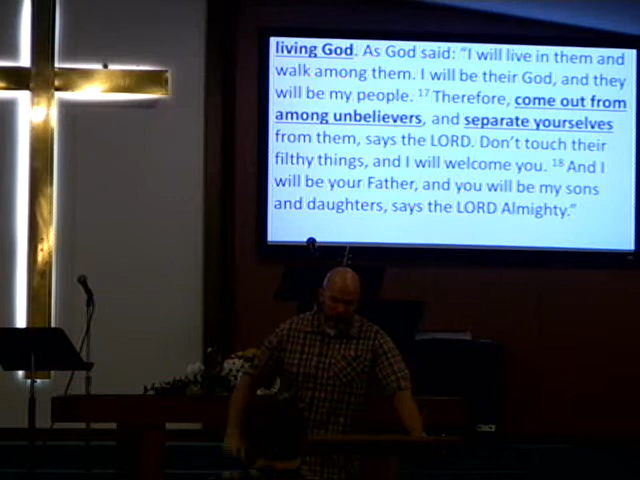 living God. As God said: “I will live in them and
walk among them. I will be their God, and they
will be my people. 17 Therefore, come out from
among unbelievers, and separate yourselves
from them, says the LORD. Don’t touch their
filthy things, and I will welcome you. 18 And I
will be your Father, and you will be my sons
and daughters, says the LORD Almighty.”